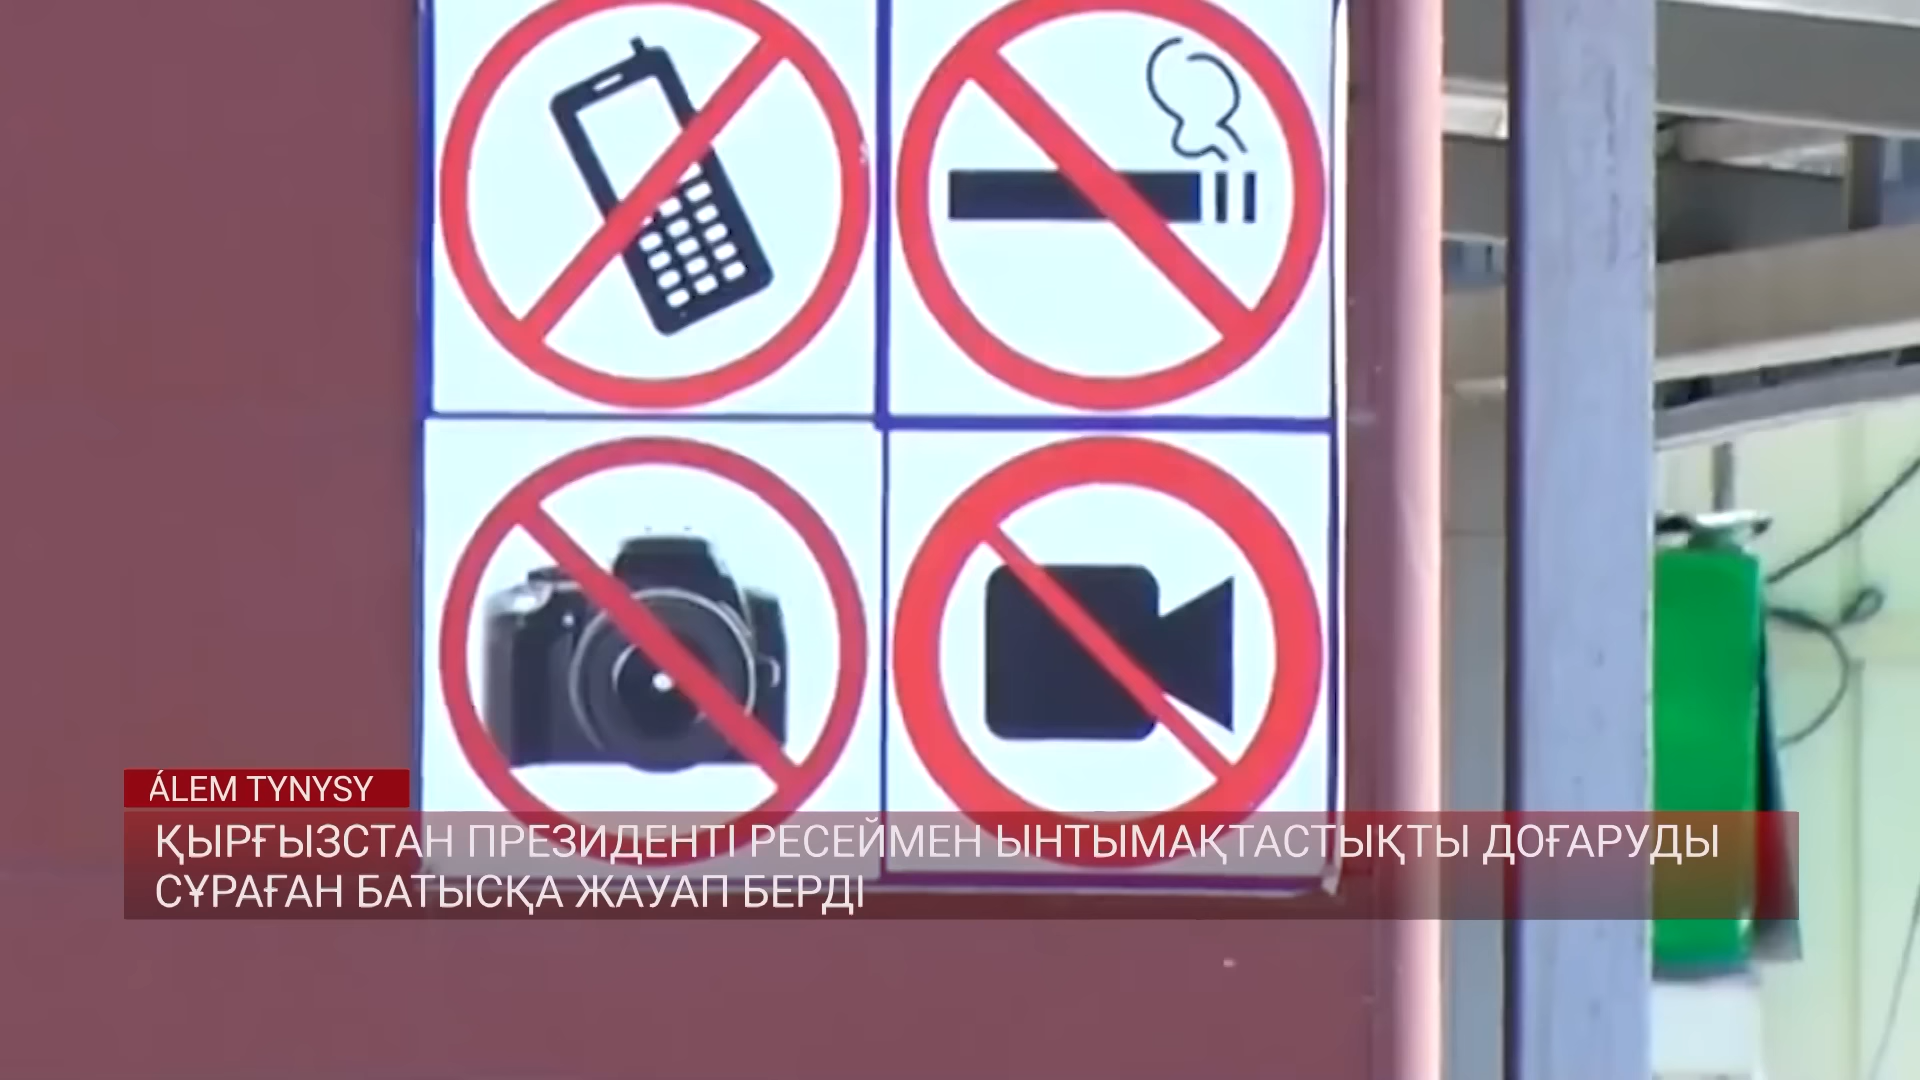 ÁLEM TYNYSY
ҚЫРҒЫЗСТАН ПРЕЗИДЕНТІ РЕСЕЙМЕН ЫНТЫМАҚТАСТЫҚТЫ ДОҒАРУДЫ
СҰРАҒАН БАТЫСҚА ЖАУАП БЕРДІ